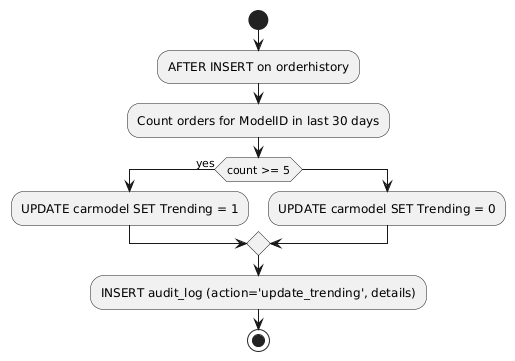 AFTER INSERT on orderhistory
Count orders for ModelID in last 30 days
yes
count >= 5
UPDATE carmodel SET Trending = 1
UPDATE carmodel SET Trending = 0
INSERT audit_log (action='update_trending', details)